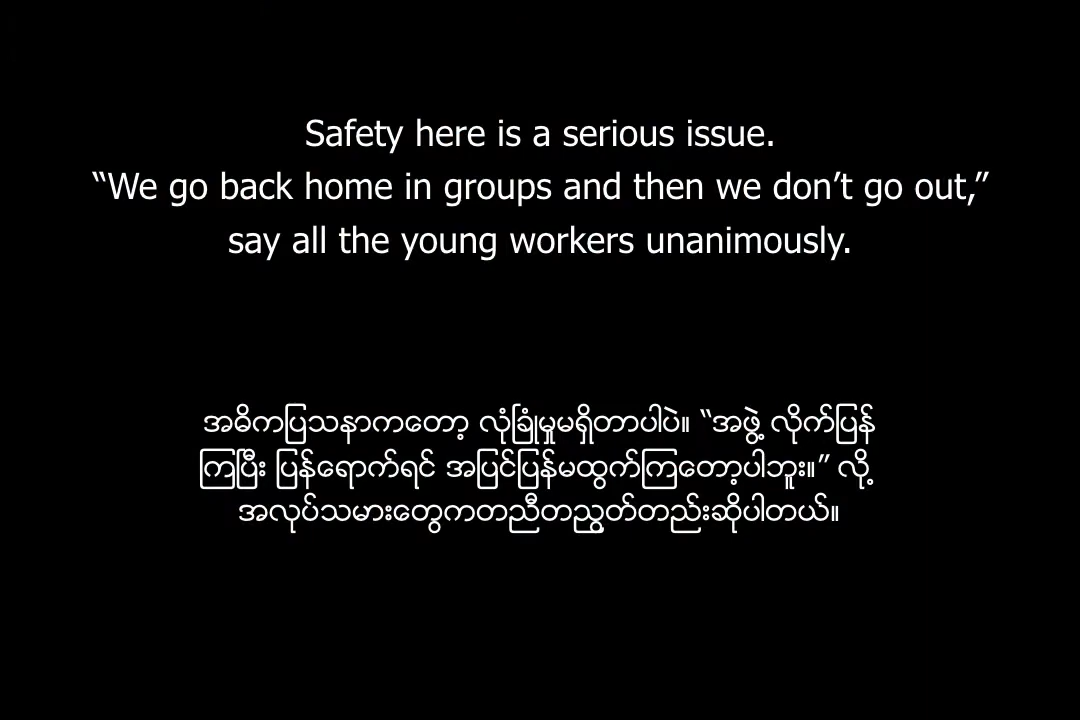 Safety here is a serious issue.
“We go back home in groups and then we don’t go out,”
say all the young workers unanimously.
အဓိကပြသနာကတော့ လုံခြုံမှုမရှိတာပါပဲ။ “အဖွဲ့ လိုက်ပြန်
ကြပြီး ပြန်ရောက်ရင် အပြင်ပြန်မထွက်ကြတော့ပါဘူး။” လို့
အလုပ်သမားတွေကတညီတညွတ်တည်းဆိုပါတယ်။